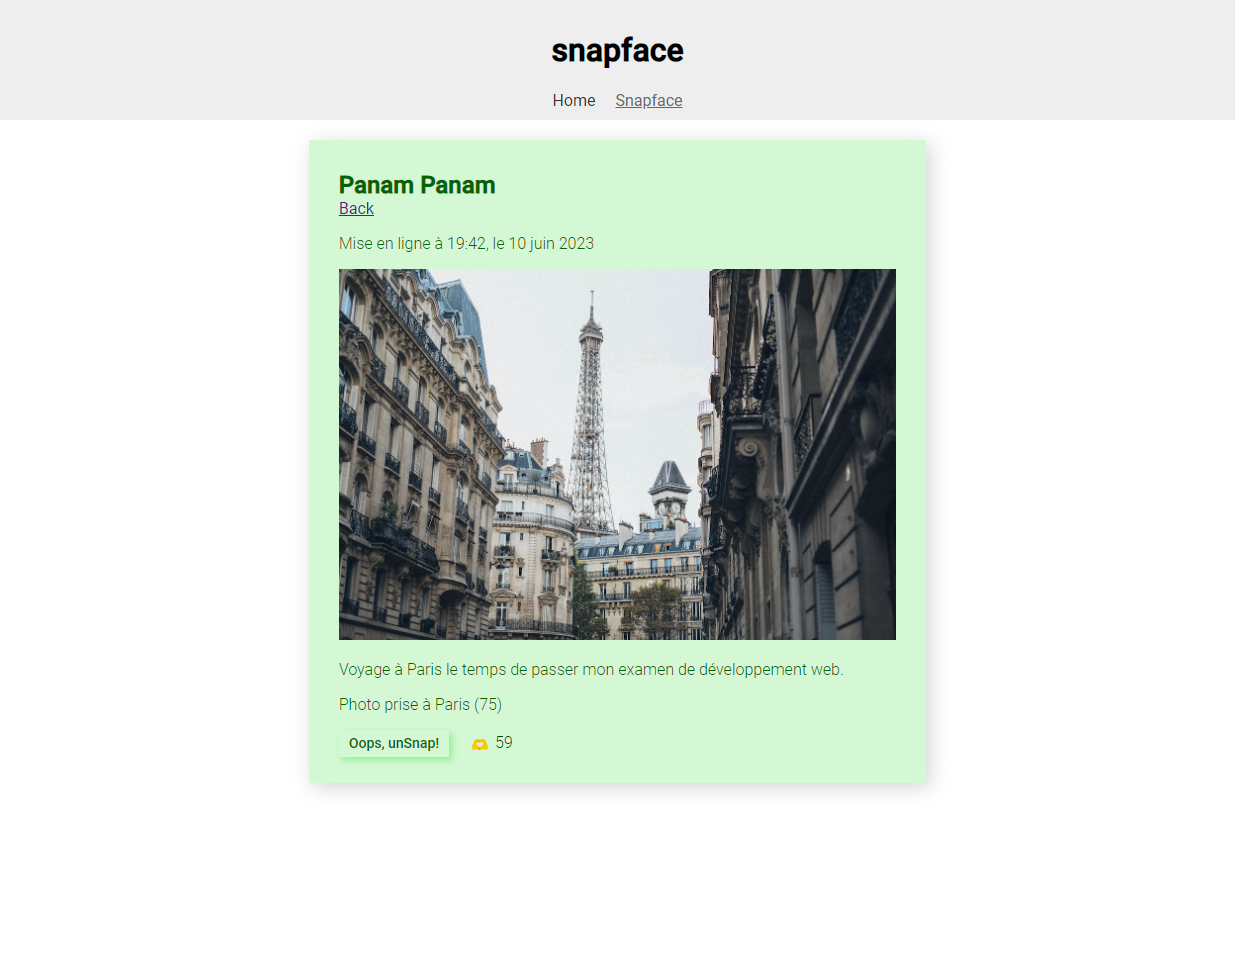 snapface
Home Snapface
Panam Panam
Back
Mise en ligne à 19:42, le 10 juin 2023
Voyage à Paris le temps de passer mon examen de développement web.
Photo prise à Paris (75)
Oops, unSnap! 🫶 59